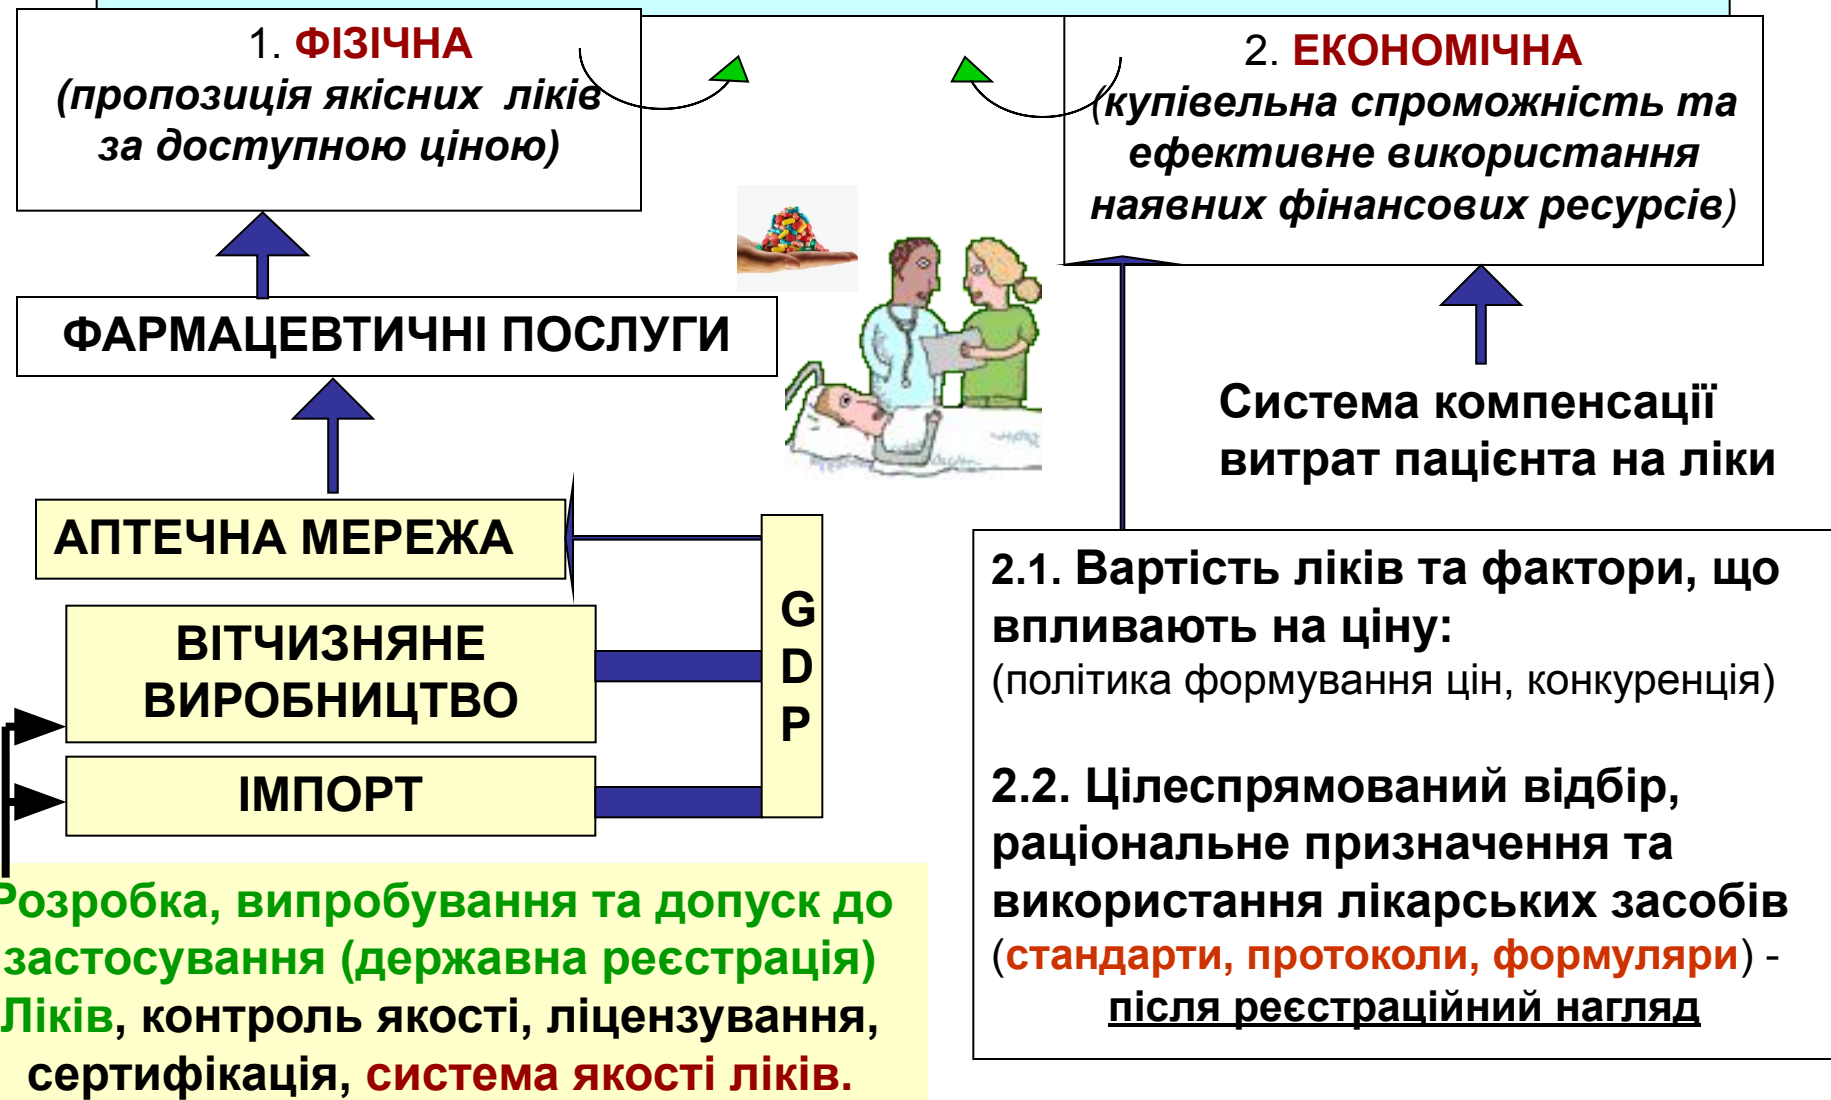 1. ФІЗІЧНА
(пропозиція якісних ліків
за доступною ціною)
2. ЕКОНОМІЧНА
(купівельна спроможність та
ефективне використання
наявних фінансових ресурсів)
ФАРМАЦЕВТИЧНІ ПОСЛУГИ
Система компенсації
витрат пацієнта на ліки
АПТЕЧНА МЕРЕЖА
ВІТЧИЗНЯНЕ
ВИРОБНИЦТВО
ІМПОРТ
G
D
P
2.1. Вартість ліків та фактори, що
впливають на ціну:
(політика формування цін, конкуренція)
2.2. Цілеспрямований відбір,
раціональне призначення та
використання лікарських засобів
(стандарти, протоколи, формуляри) -
після реєстраційний нагляд
Розробка, випробування та допуск до
застосування (державна реєстрація)
Ліків, контроль якості, ліцензування,
сертифікація, система якості ліків.